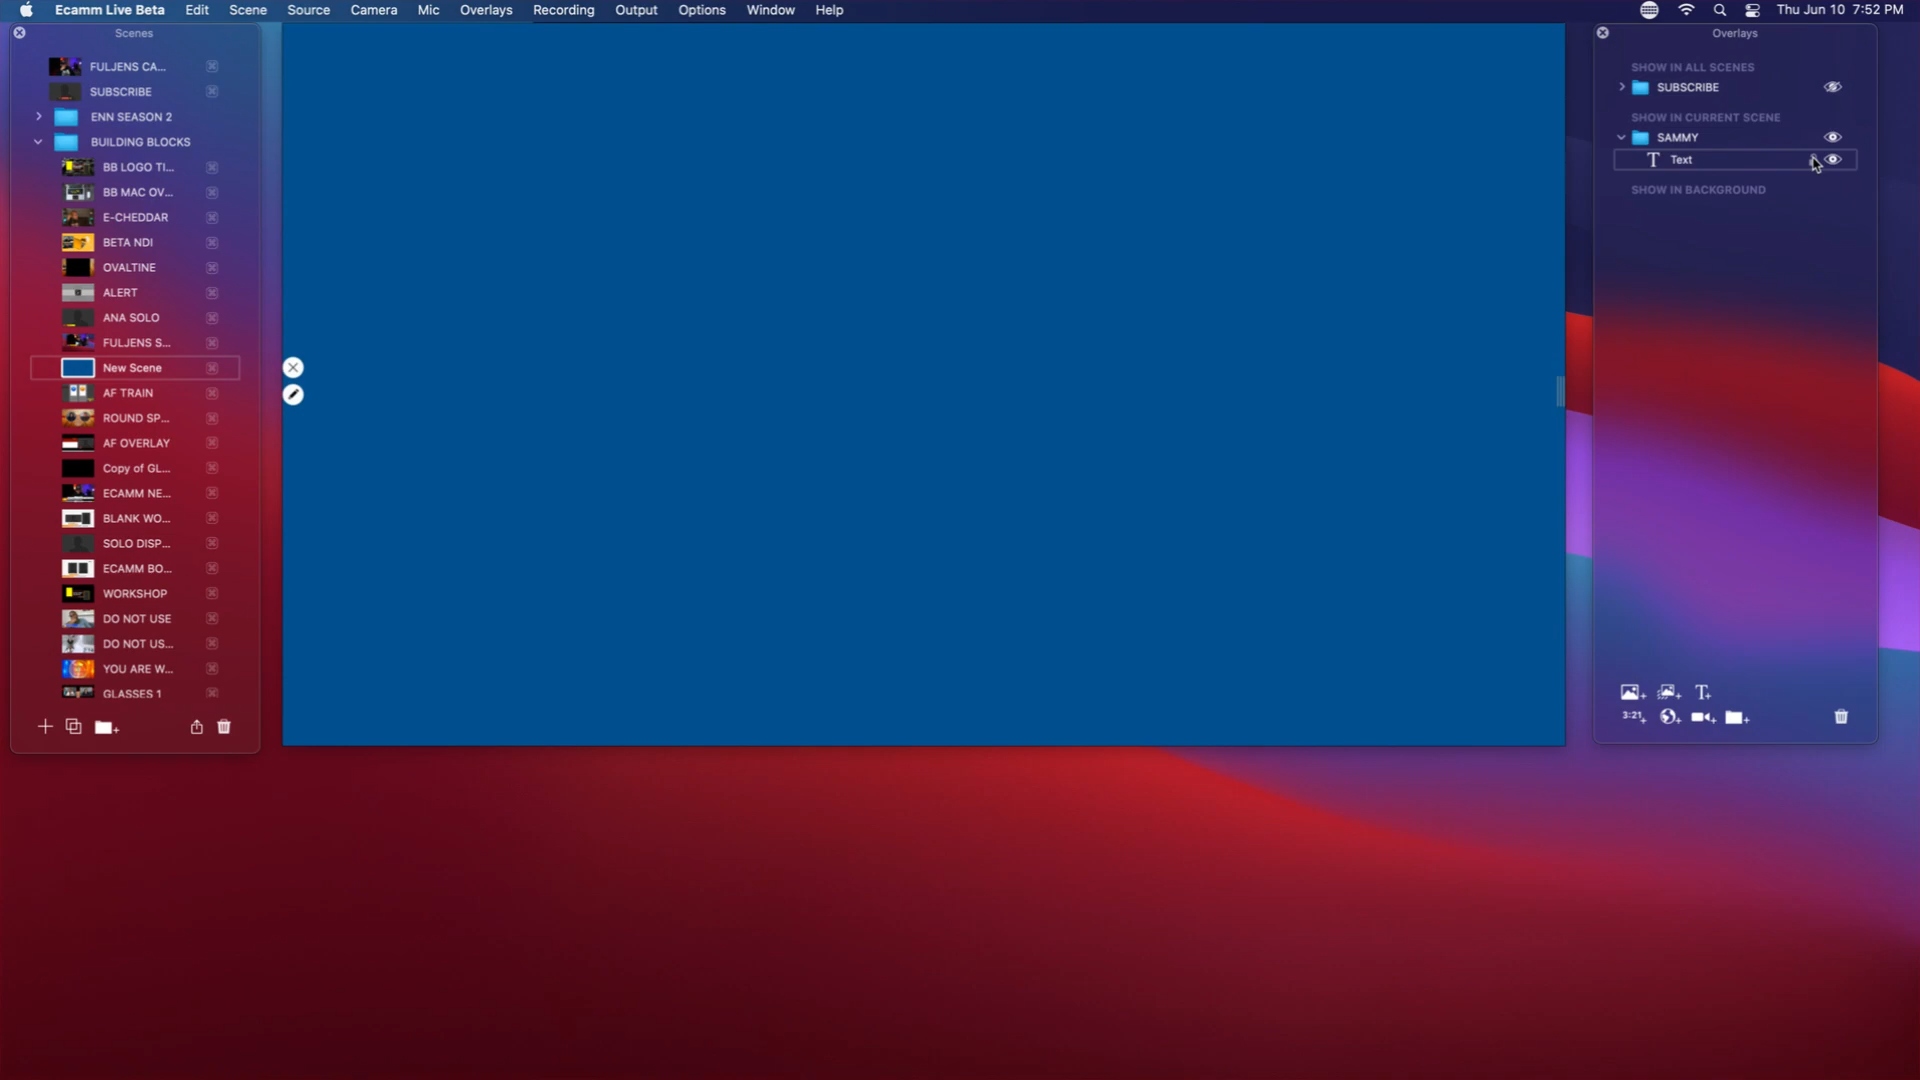 Ecamm Live Beta Edit Scene Source Camera Mic Overlays Recording Output Options Window Help Thu Jun 10 7:52 PM
Scenes
FULJENS CA...
SUBSCRIBE
ENN SEASON 2
BUILDING BLOCKS
BB LOGO TI...
BB MAC OV...
E-CHEDDAR
BETA NDI
OVALTINE
ALERT
ANA SOLO
FULJENS S...
New Scene
AF TRAIN
ROUND SP...
AF OVERLAY
Copy of GL...
ECAMM NE...
BLANK WO...
SOLO DISP...
ECAMM BO...
WORKSHOP
DO NOT USE
DO NOT US...
YOU ARE W...
GLASSES 1
Overlays
SHOW IN ALL SCENES
SUBSCRIBE
SHOW IN CURRENT SCENE
SAMMY
T Text
SHOW IN BACKGROUND
T+
3:21+